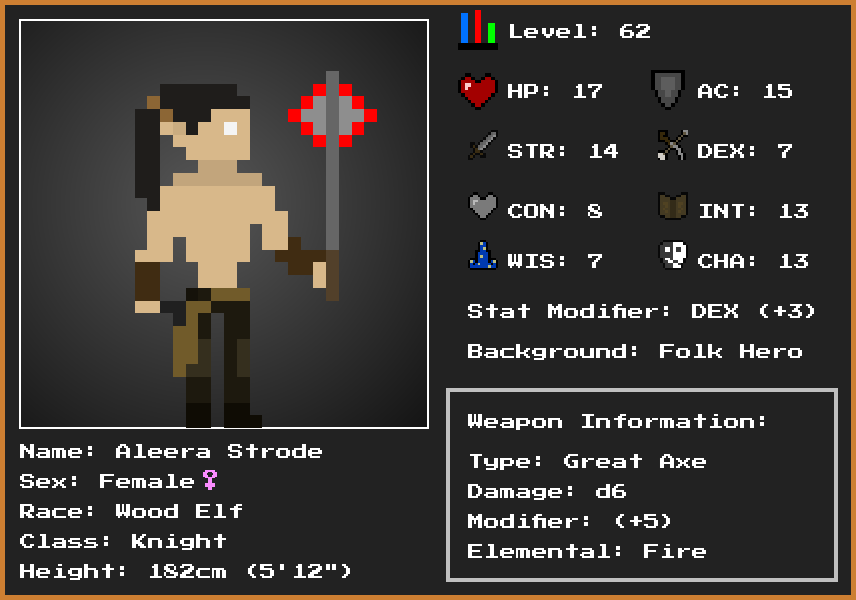 Level: 62
HP: 17
AC: 15
STR: 14
DEX: 7
CON: 8
INT: 13
WIS: 7
CHA: 13
Stat Modifier: DEX (+3)
Background: Folk Hero
Weapon Information:
Type: Great Axe
Damage: d6
Modifier: (+5)
Elemental: Fire
Name: Aleera Strode
Sex: Female♀
Race: Wood Elf
Class: Knight
Height: 182cm (5'12")